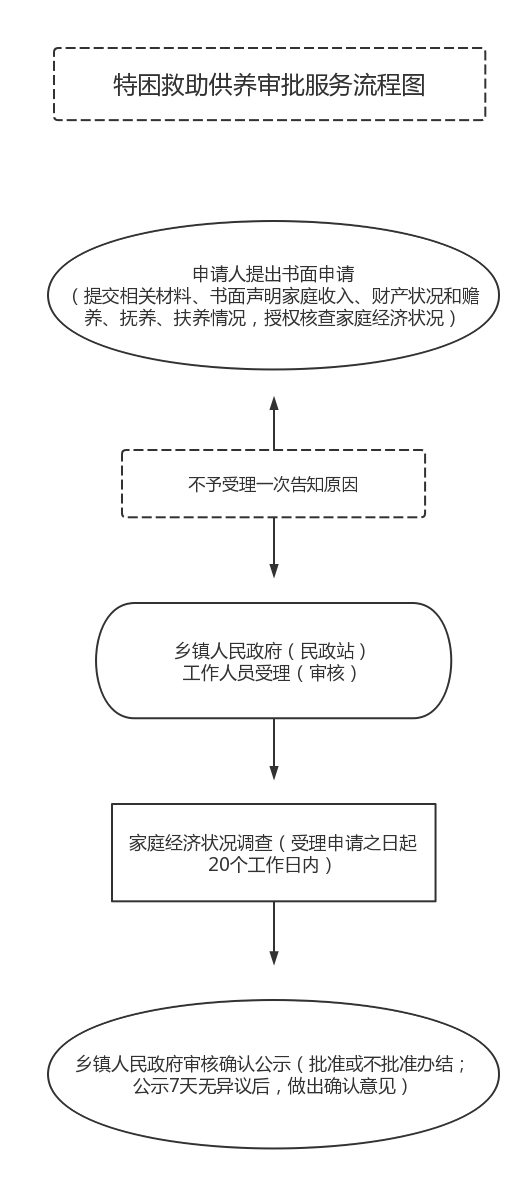 特困救助供养审批服务流程图
申请人提出书面申请
（提交相关材料、书面声明家庭收入、财产状况和赡
养、抚养、扶养情况，授权核查家庭经济状况）
不予受理一次告知原因
乡镇人民政府（民政站）
工作人员受理（审核）
家庭经济状况调查（受理申请之日起
20个工作日内）
乡镇人民政府审核确认公示（批准或不批准办结；
公示7天无异议后，做出确认意见）